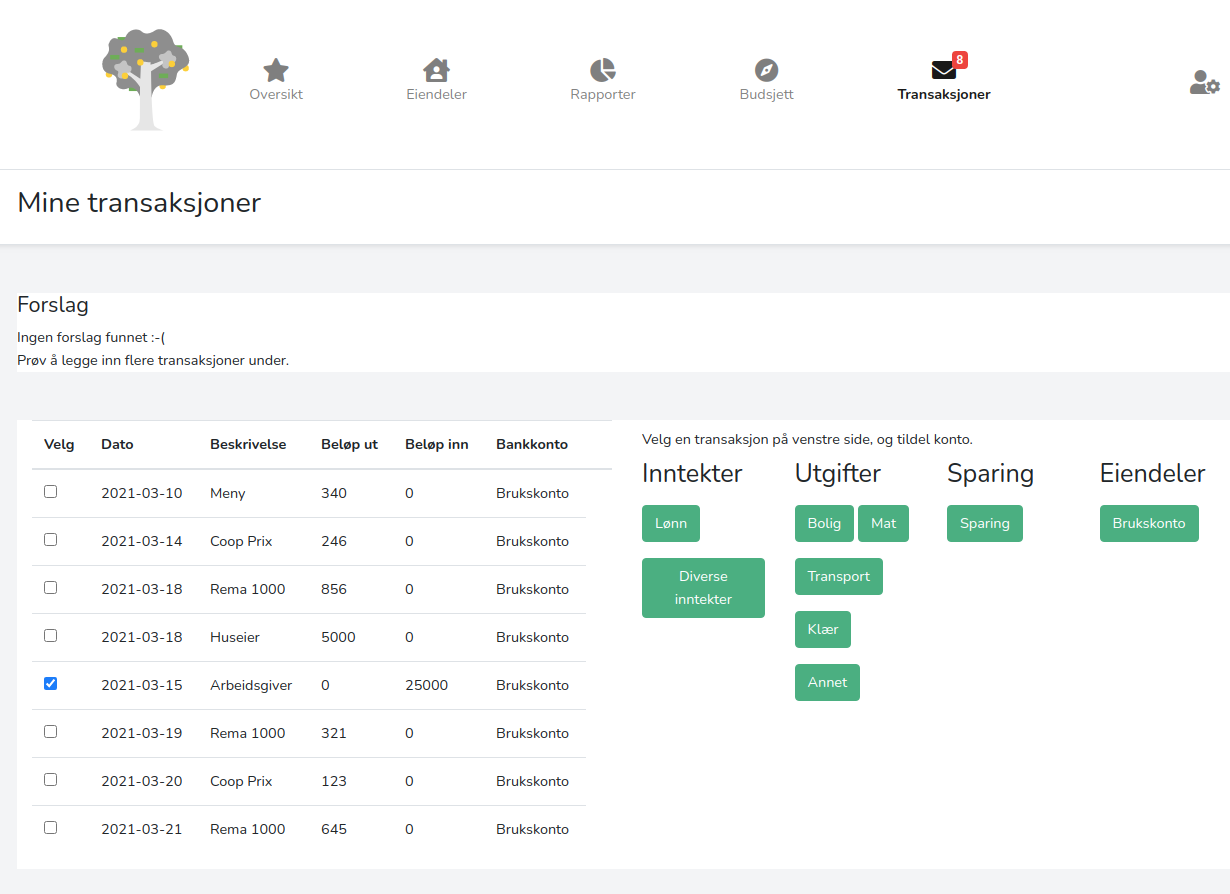 8
Oversikt Eiendeler Rapporter Budsjett Transaksjoner
Mine transaksjoner
Forslag
Ingen forslag funnet :-(
Prøv å legge inn flere transaksjoner under.
Velg Dato Beskrivelse Beløp ut Beløp inn Bankkonto
2021-03-10 Meny 340 0 Brukskonto
2021-03-14 Coop Prix 246 0 Brukskonto
2021-03-18 Rema 1000 856 0 Brukskonto
2021-03-18 Huseier 5000 0 Brukskonto
2021-03-15 Arbeidsgiver 0 25000 Brukskonto
2021-03-19 Rema 1000 321 0 Brukskonto
2021-03-20 Coop Prix 123 0 Brukskonto
2021-03-21 Rema 1000 645 0 Brukskonto
Velg en transaksjon på venstre side, og tildel konto.
Inntekter
Lønn
Diverse
inntekter
Utgifter
Bolig Mat
Transport
Klær
Annet
Sparing
Sparing
Eiendeler
Brukskonto